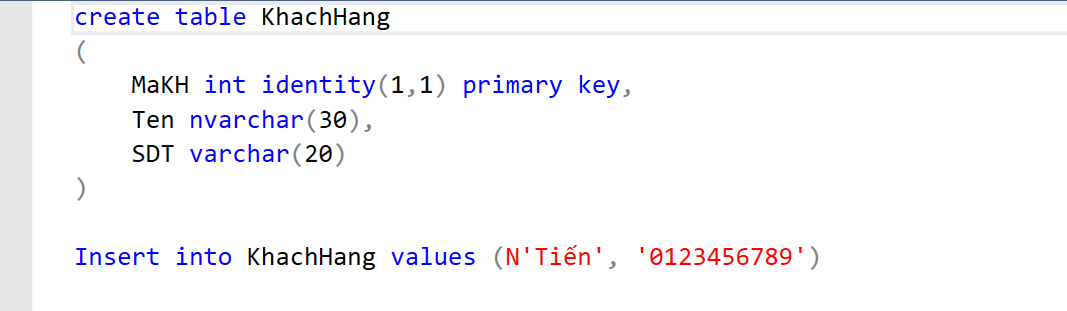 create table KhachHang
(
MaKH int identity(1,1) primary key,
Ten nvarchar(30),
SDT varchar(20)
)
Insert into KhachHang values (N'Tiến', '0123456789')